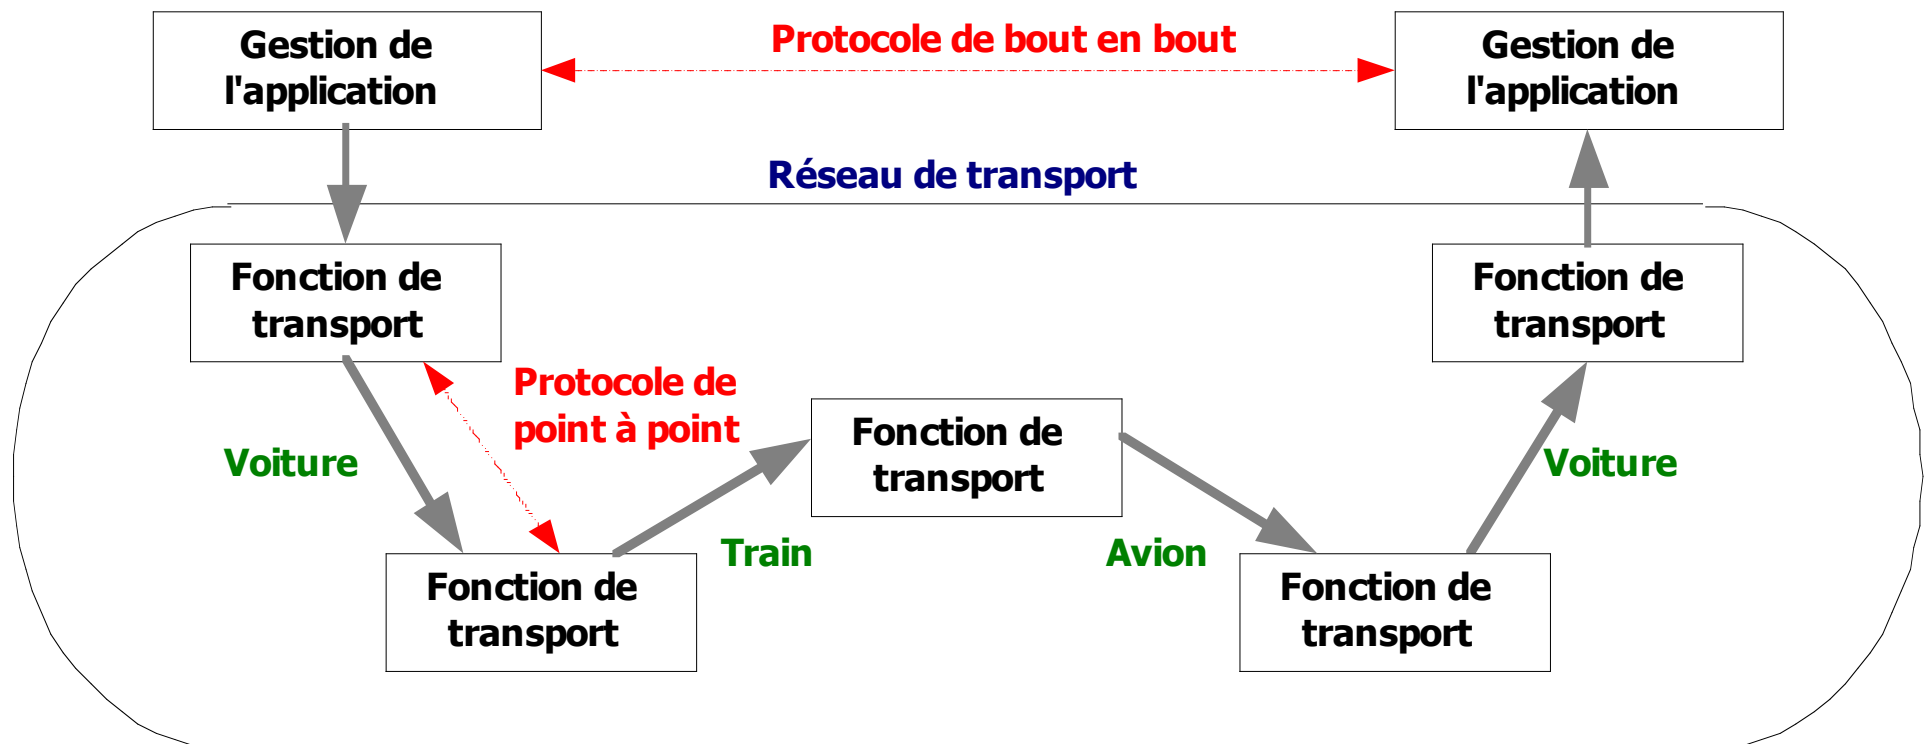 Gestion de
l'application
Protocole de bout en bout
Gestion de
l'application
Réseau de transport
Fonction de
transport
Fonction de
transport
Protocole de
point à point
Voiture
Fonction de
transport
Voiture
Train
Avion
Fonction de
transport
Fonction de
transport